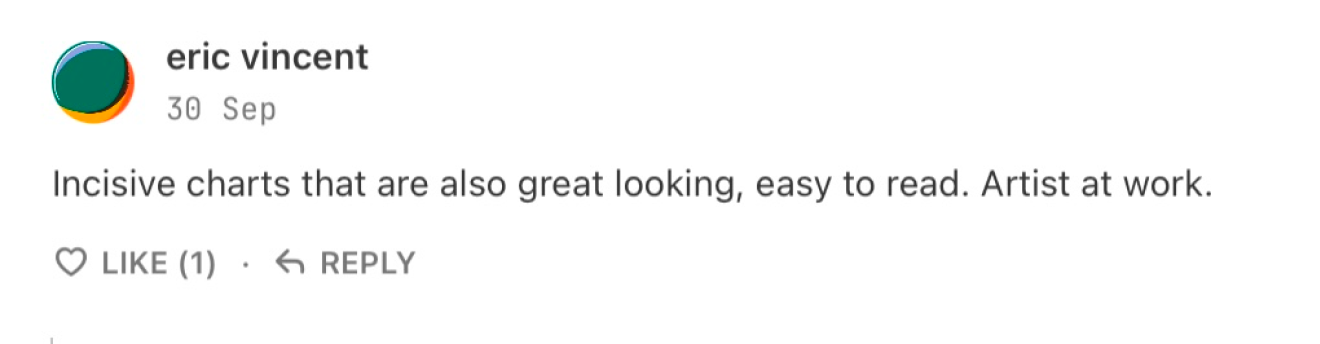 eric vincent
30 Sep
Incisive charts that are also great looking, easy to read. Artist at work.
LIKE (1) · REPLY